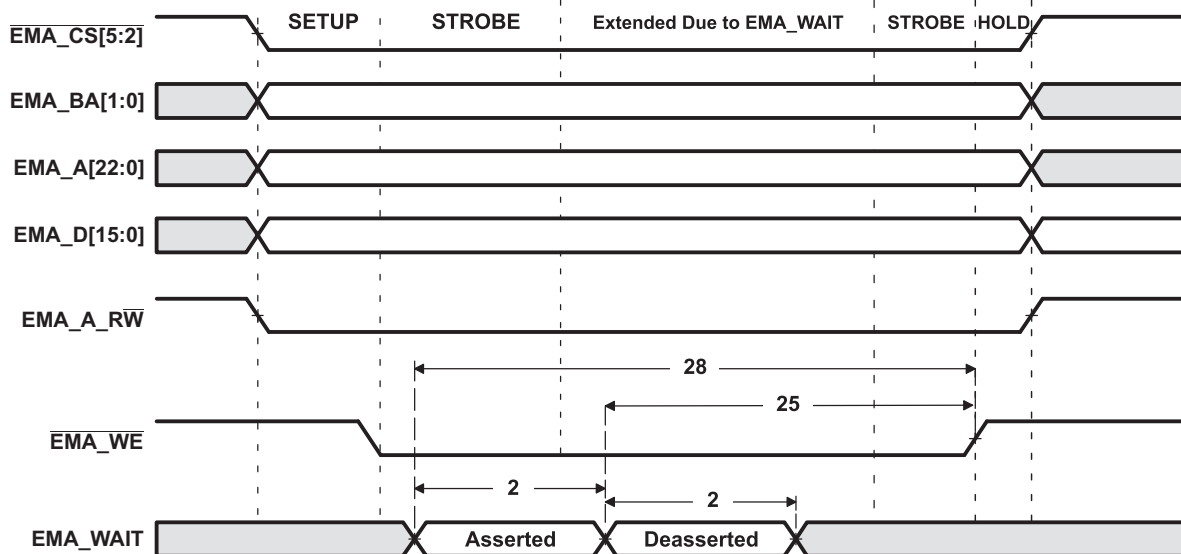 SETUP STROBE Extended Due to EMA_WAIT STROBE HOLD
EMA_CS[5:2]
EMA_BA[1:0]
EMA_A[22:0]
EMA_D[15:0]
EMA_A_RW
28
25
EMA_WE
2
2
EMA_WAIT Asserted Deasserted